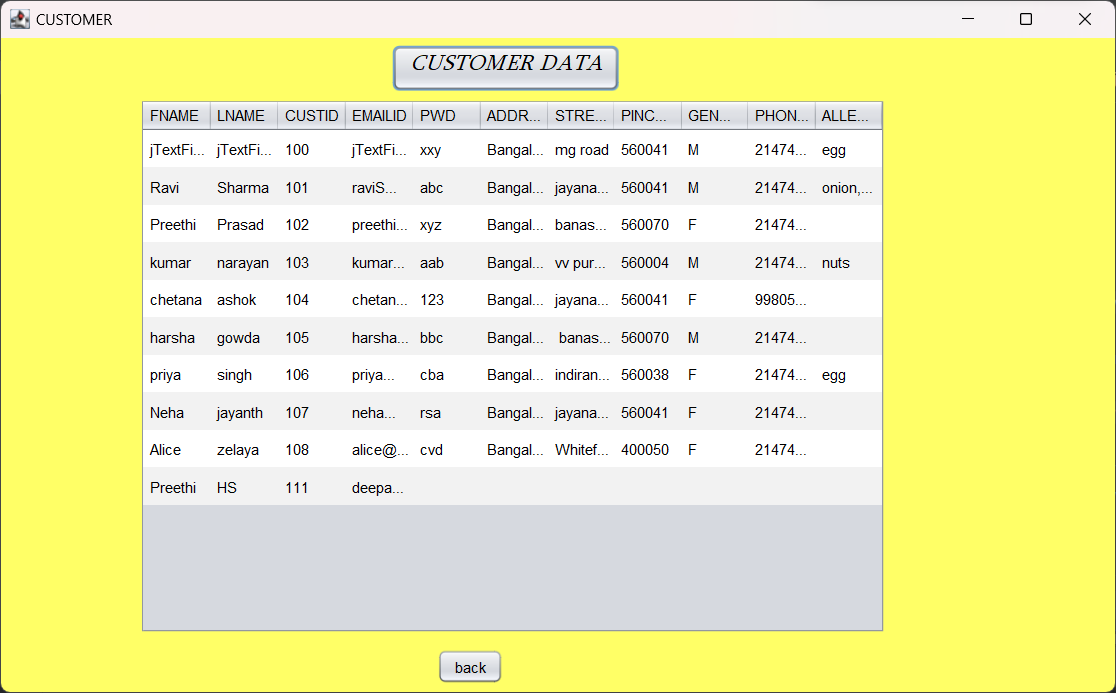 CUSTOMER
CUSTOMER DATA
FNAME LNAME CUSTID EMAILID PWD ADDR... STRE... PINC... GEN... PHON... ALLE...
jTextFi... jTextFi... 100 jTextFi... xxy Bangal... mg road 560041 M 21474... egg
Ravi Sharma 101 raviS... abc Bangal... jayana... 560041 M 21474... onion,...
Preethi Prasad 102 preethi... xyz Bangal... banas... 560070 F 21474...
kumar narayan 103 kumar... aab Bangal... vv pur... 560004 M 21474... nuts
chetana ashok 104 chetan... 123 Bangal... jayana... 560041 F 99805...
harsha gowda 105 harsha... bbc Bangal... banas... 560070 M 21474...
priya singh 106 priya... cba Bangal... indiran... 560038 F 21474... egg
Neha jayanth 107 neha... rsa Bangal... jayana... 560041 F 21474...
Alice zelaya 108 alice@... cvd Bangal... Whitef... 400050 F 21474...
Preethi HS 111 deepa...
back